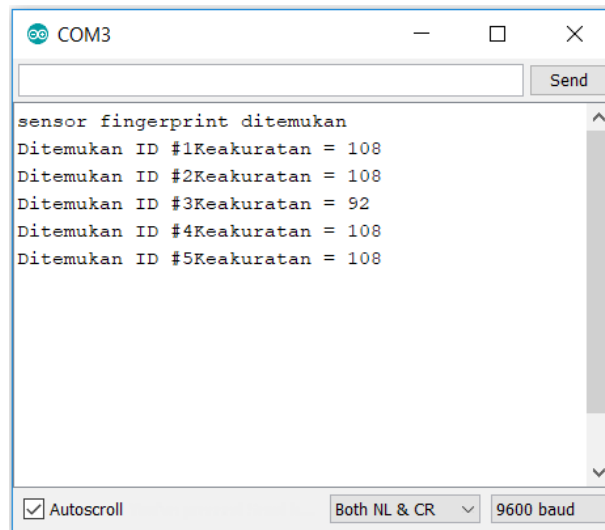 COM3
Send
sensor fingerprint ditemukan
Ditemukan ID #1Keakuratan = 108
Ditemukan ID #2Keakuratan = 108
Ditemukan ID #3Keakuratan = 92
Ditemukan ID #4Keakuratan = 108
Ditemukan ID #5Keakuratan = 108
Autoscroll Both NL & CR 9600 baud